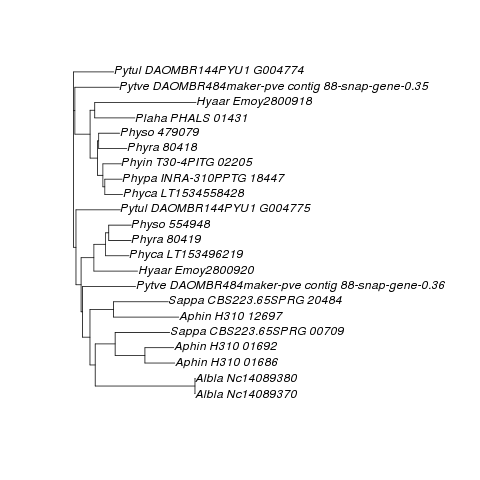 Pytul DAOMBR144PYU1 G004774
Pytve DAOMBR484maker-pve contig 88-snap-gene-0.35
Hyaar Emoy2800918
Plaha PHALS 01431
Physo 479079
Phyra 80418
Phyin T30-4PITG 02205
Phypa INRA-310PPTG 18447
Phyca LT1534558428
Pytul DAOMBR144PYU1 G004775
Physo 554948
Phyra 80419
Phyca LT153496219
Hyaar Emoy2800920
Pytve DAOMBR484maker-pve contig 88-snap-gene-0.36
Sappa CBS223.65SPRG 20484
Aphin H310 12697
Sappa CBS223.65SPRG 00709
Aphin H310 01692
Aphin H310 01686
Albla Nc14089380
Albla Nc14089370